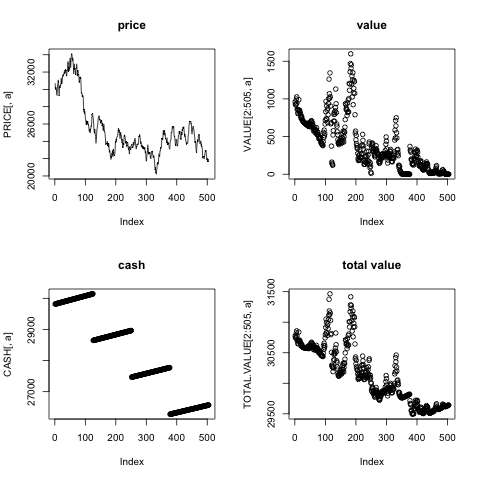 price
PRICE[, a]
20000 26000 32000
0 100 200 300 400 500
Index
value
VALUE[2:505, a]
0 500 1000 1500
0 100 200 300 400 500
Index
cash
CASH[, a]
27000 29000
0 100 200 300 400 500
Index
total value
TOTAL.VALUE[2:505, a]
29500 30500 31500
0 100 200 300 400 500
Index